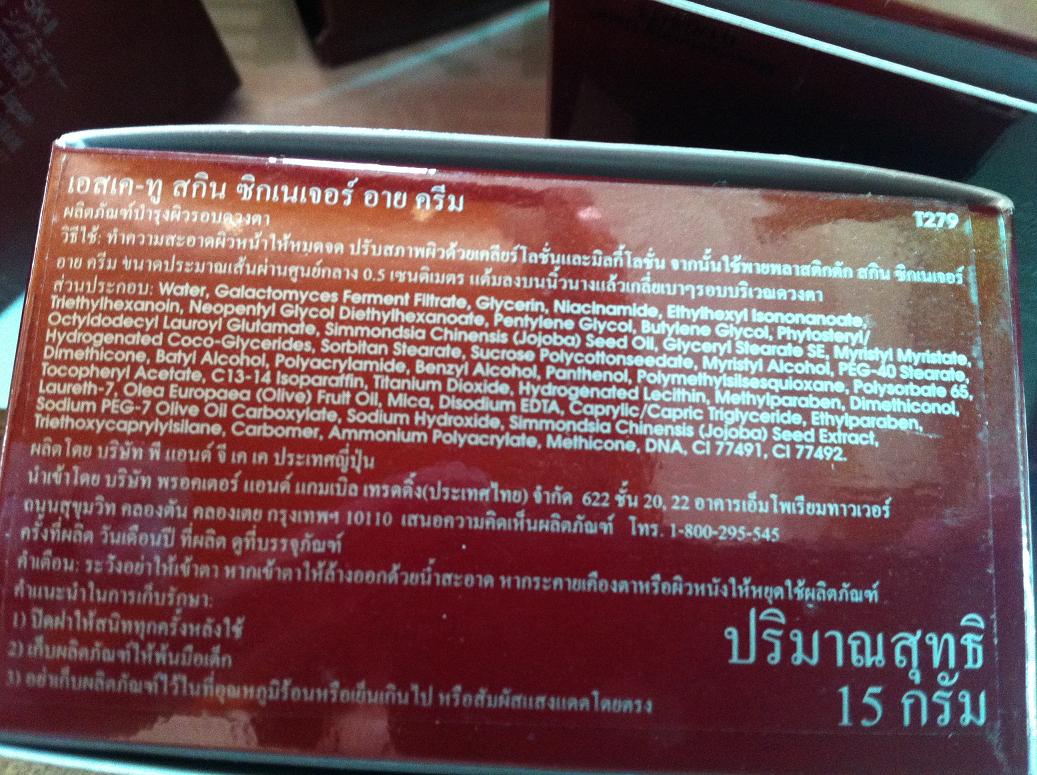 เอสเค-ทู สกิน ซิกเนเจอร์ อาย ครีม
T279
ผลิตภัณฑ์บำรุงผิวรอบดวงตา
วิธีใช้: ทำความสะอาดผิวหน้าให้หมดจด ปรับสภาพผิวด้วยเคลียร์โลชั่นและมิลกี้โลชั่น จากนั้นใช้พายพลาสติกตัก สกิน ซิกเนเจอร์
อาย ครีม ขนาดประมาณเส้นผ่านศูนย์กลาง 0.5 เซนติเมตร แต้มลงบนนิ้วนางแล้วเกลี่ยเบาๆรอบบริเวณดวงตา
ส่วนประกอบ: Water, Galactomyces Ferment Filtrate, Glycerin, Niacinamide, Ethylhexyl Isononanoate,
Triethylhexanoin, Neopentyl Glycol Diethylhexanoate, Pentylene Glycol, Butylene Glycol, Phytosteryl/
Octyldodecyl Lauroyl Glutamate, Simmondsia Chinensis (Jojoba) Seed Oil, Glyceryl Stearate SE, Myristyl Myristate,
Hydrogenated Coco-Glycerides, Sorbitan Stearate, Sucrose Polycottonseedate, Myristyl Alcohol, PEG-40 Stearate,
Dimethicone, Batyl Alcohol, Polyacrylamide, Benzyl Alcohol, Panthenol, Polymethylsilsesquioxane, Polysorbate 65,
Tocopheryl Acetate, C13-14 Isoparaffin, Titanium Dioxide, Hydrogenated Lecithin, Methylparaben, Dimethiconol,
Laureth-7, Olea Europaea (Olive) Fruit Oil, Mica, Disodium EDTA, Caprylic/Capric Triglyceride, Ethylparaben,
Sodium PEG-7 Olive Oil Carboxylate, Sodium Hydroxide, Simmondsia Chinensis (Jojoba) Seed Extract,
Triethoxycaprylylsilane, Carbomer, Ammonium Polyacrylate, Methicone, DNA, CI 77491, CI 77492.
ผลิตโดย บริษัท พี แอนด์ จี เค เค ประเทศญี่ปุ่น
นำเข้าโดย บริษัท พรอคเตอร์ แอนด์ แกมเบิล เทรดดิ้ง(ประเทศไทย) จำกัด 622 ชั้น 20, 22 อาคารเอ็มโพเรียมทาวเวอร์
ถนนสุขุมวิท คลองตัน คลองเตย กรุงเทพฯ 10110 เสนอความคิดเห็นผลิตภัณฑ์ โทร. 1-800-295-545
ครั้งที่ผลิต วันเดือนปี ที่ผลิต ดูที่บรรจุภัณฑ์
คำเตือน: ระวังอย่าให้เข้าตา หากเข้าตาให้ล้างออกด้วยน้ำสะอาด หากระคายเคืองตาหรือผิวหนังให้หยุดใช้ผลิตภัณฑ์
คำแนะนำในการเก็บรักษา:
1) ปิดฝาให้สนิททุกครั้งหลังใช้
2) เก็บผลิตภัณฑ์ให้พ้นมือเด็ก
3) อย่าเก็บผลิตภัณฑ์ไว้ในที่อุณหภูมิร้อนหรือเย็นเกินไป หรือสัมผัสแสงแดดโดยตรง
ปริมาณสุทธิ
15 กรัม